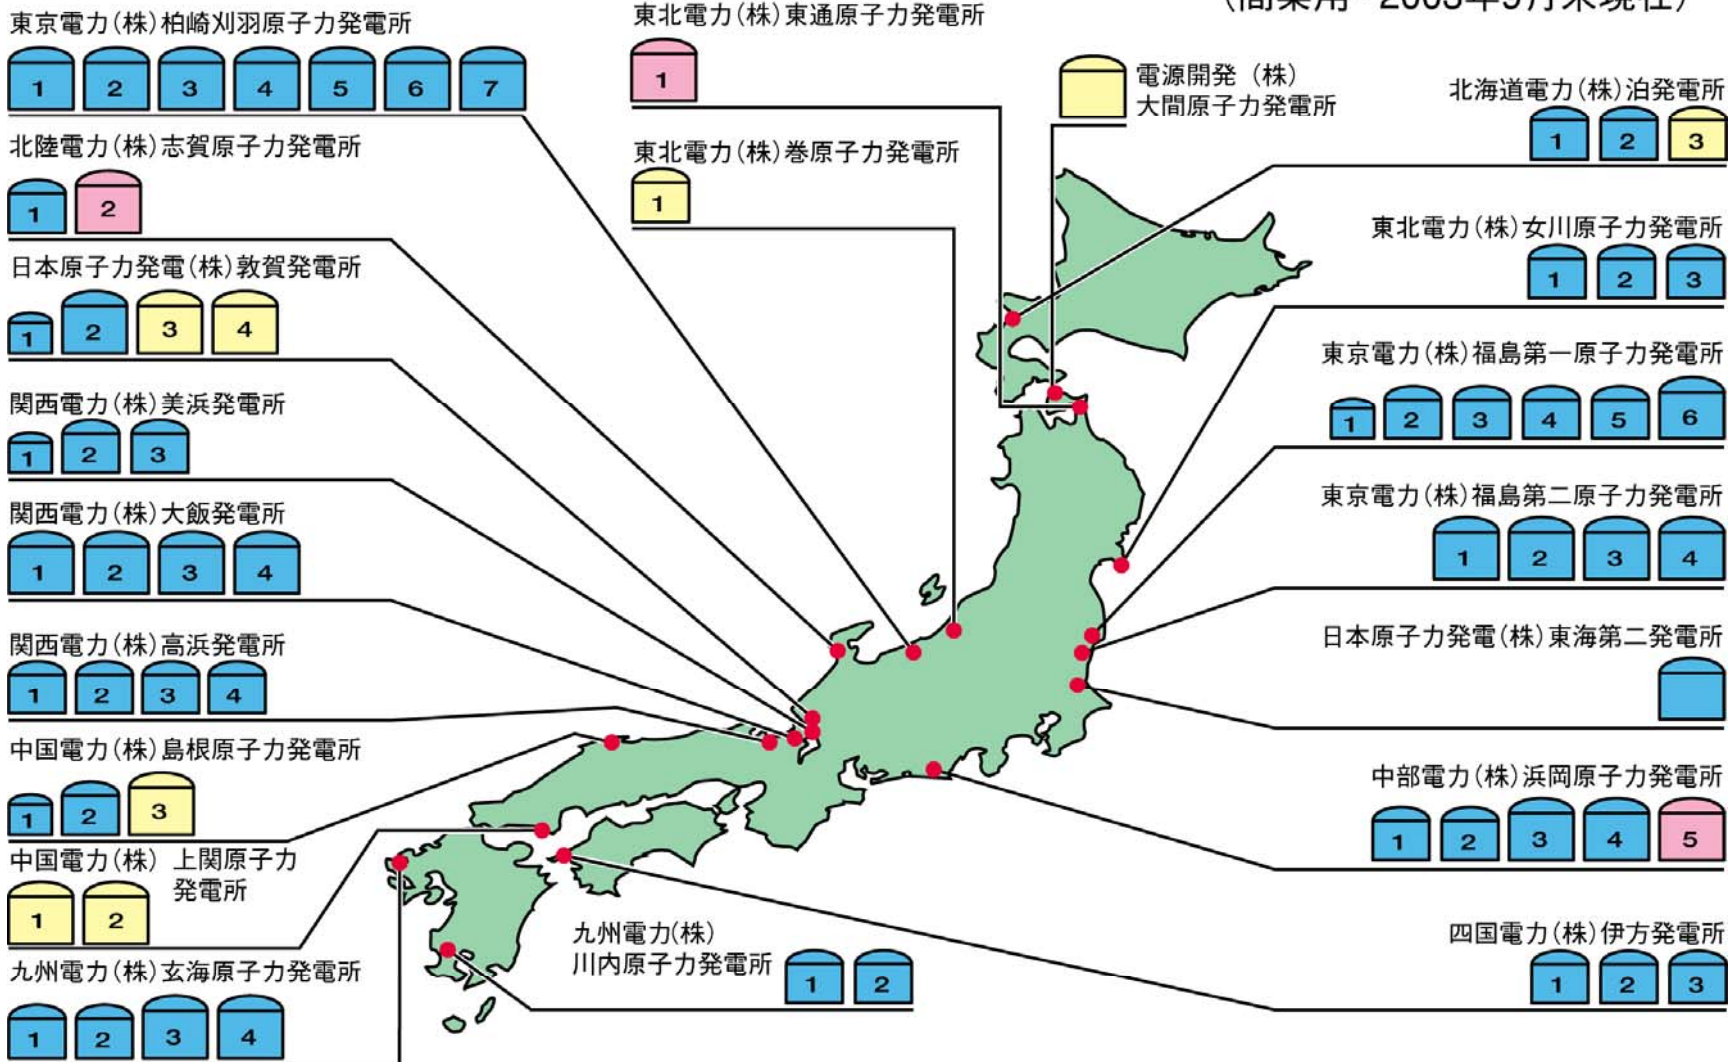 東京電力(株)柏崎刈羽原子力発電所
1 2 3 4 5 6 7
北陸電力(株)志賀原子力発電所
1 2
日本原子力発電(株)敦賀発電所
1 2 3 4
関西電力(株)美浜発電所
1 2 3
関西電力(株)大飯発電所
1 2 3 4
関西電力(株)高浜発電所
1 2 3 4
中国電力(株)島根原子力発電所
1 2 3
中国電力(株) 上関原子力
発電所
1 2
九州電力(株)玄海原子力発電所
1 2 3 4
東北電力(株)東通原子力発電所
1
東北電力(株)巻原子力発電所
1
九州電力(株)
川内原子力発電所
1 2
電源開発(株)
大間原子力発電所
北海道電力(株)泊発電所
1 2 3
東北電力(株)女川原子力発電所
1 2 3
東京電力(株)福島第一原子力発電所
1 2 3 4 5 6
東京電力(株)福島第二原子力発電所
1 2 3 4
日本原子力発電(株)東海第二発電所
中部電力(株)浜岡原子力発電所
1 2 3 4 5
四国電力(株)伊方発電所
1 2 3